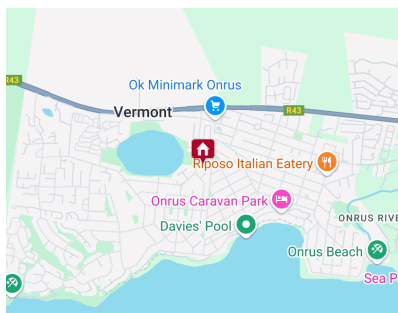 R43
Ok Minimark Onrus
R43
Vermont
Riposo Italian Eatery
Onrus Caravan Park
ONRUS RIVE
Davies' Pool
Onrus Beach
Sea P